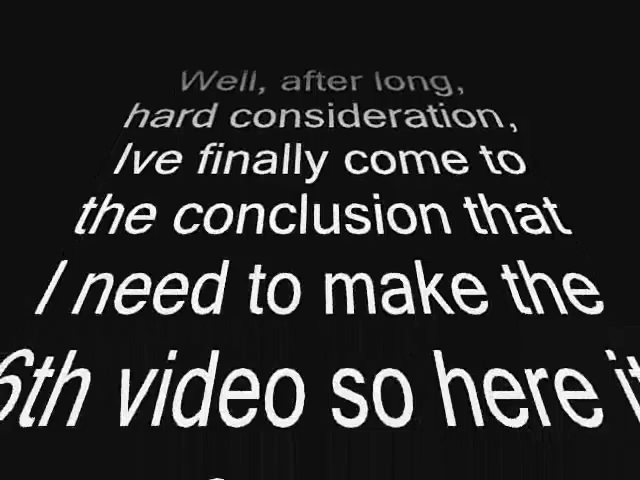 Well, after long,
hard consideration,
Ive finally come to
the conclusion that
I need to make the
6th video so here it